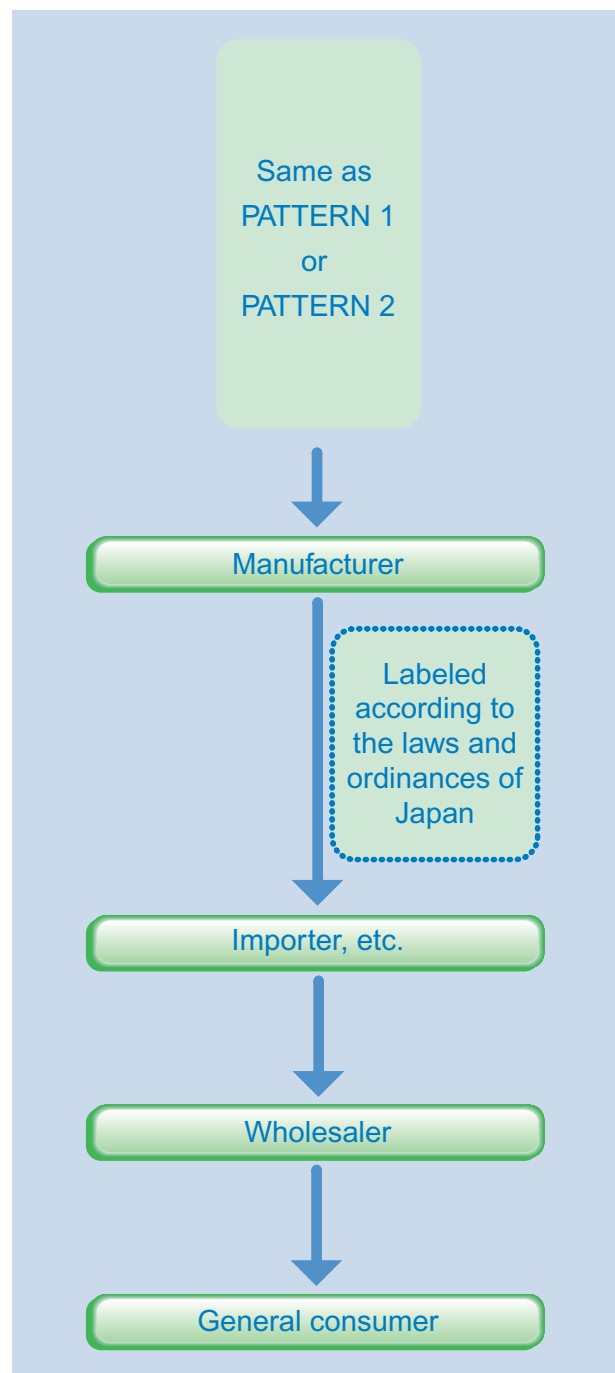 Same as
PATTERN 1
or
PATTERN 2
Manufacturer
Labeled
according to
the laws and
ordinances of
Japan
Importer, etc.
Wholesaler
General consumer